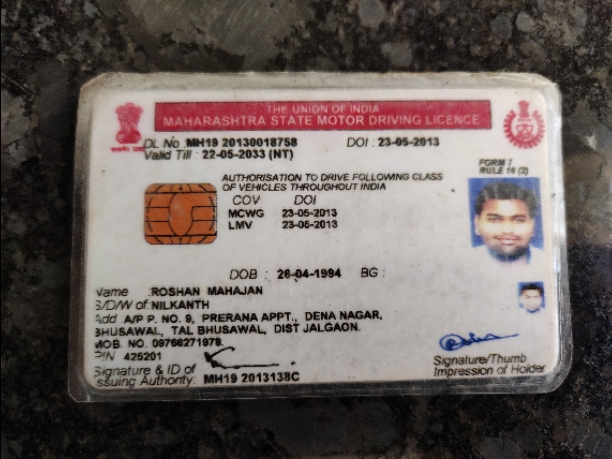 THE UNION OF INDIA
MAHARASHTRA STATE MOTOR DRIVING LICENCE
DL No MH19 20130018758 DOI : 23-05-2013
Valid Till : 22-05-2033 (NT)
FORM 7
RULE 16 (2)
AUTHORISATION TO DRIVE FOLLOWING CLASS
OF VEHICLES THROUGHOUT INDIA
COV DOI
MCWG 23-05-2013
LMV 23-05-2013
DOB : 26-04-1994 BG :
Name ROSHAN MAHAJAN
S/D/W of NILKANTH
Add A/P P. NO. 9, PRERANA APPT., DENA NAGAR,
BHUSAWAL, TAL BHUSAWAL, DIST JALGAON.
MOB. NO. 09766271978.
PIN 425201
Signature & ID of
Issuing Authority: MH19 2013138C
Signature/Thumb
Impression of Holder